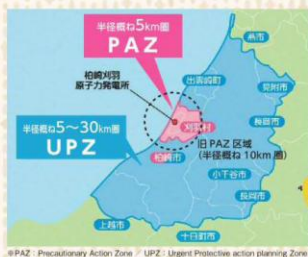 半径概ね5km圏
PAZ
柏崎刈羽
原子力発電所
半径概ね5～30km圏
UPZ
燕市
出雲崎町
見附市
長岡市
刈羽村
柏崎市
旧PAZ区域
(半径概ね10km圏)
小千谷市
長岡市
上越市
十日町市
※PAZ：Precautionary Action Zone / UPZ：Urgent Protective action planning Zone